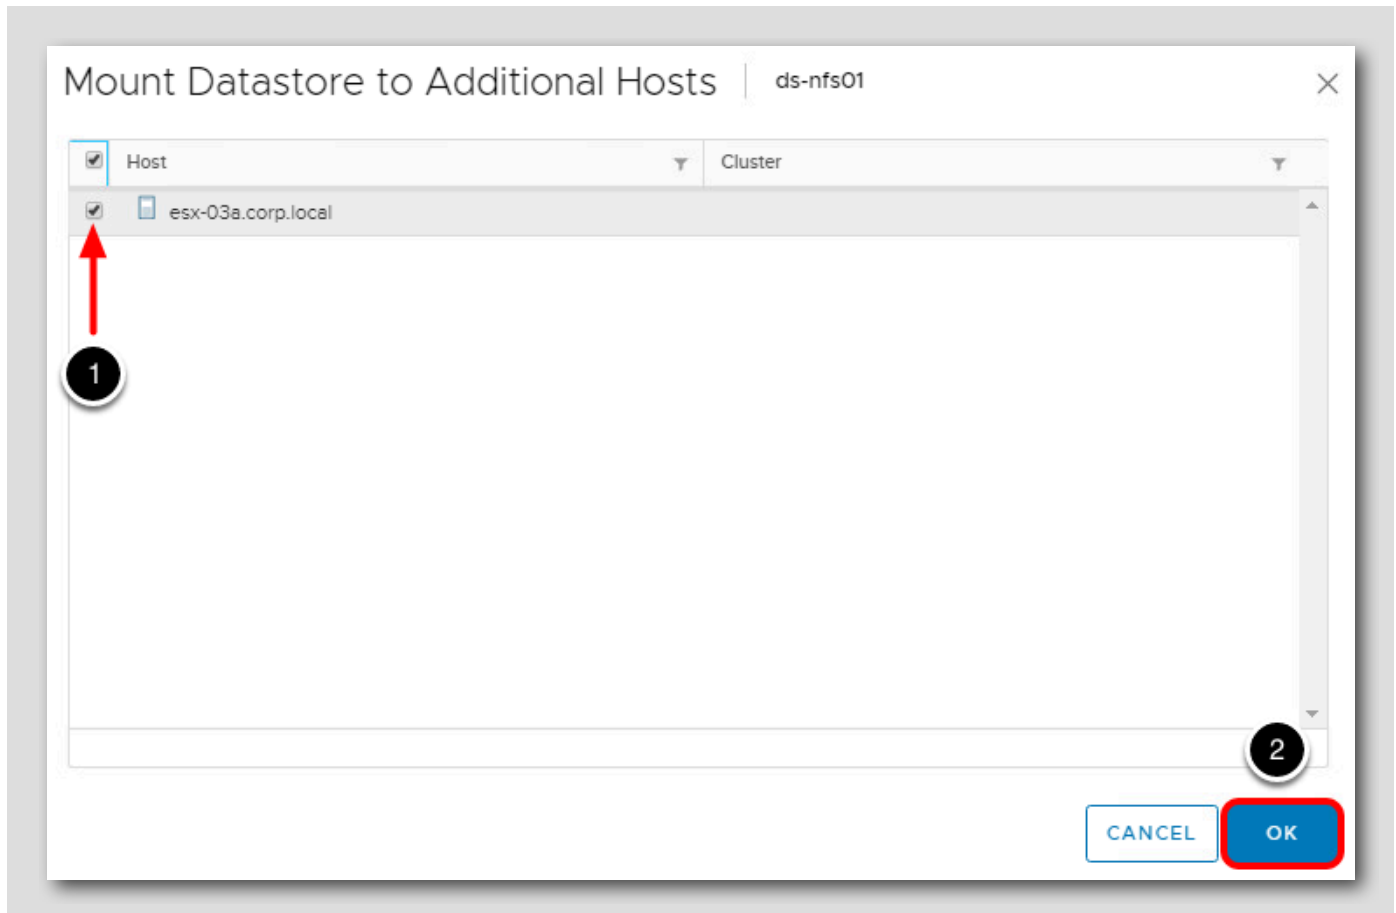 Mount Datastore to Additional Hosts ds-nfs01
Host Cluster
esx-03a.corp.local
1
2
CANCEL OK